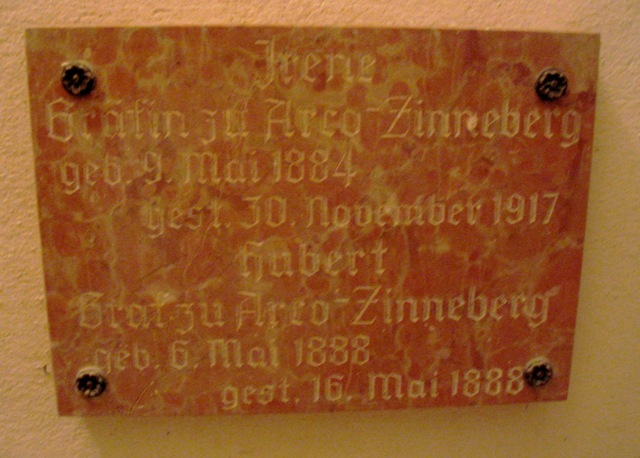 Irene
Gräfin zu Arco-Zinneberg
geb. 9. Mai 1884
gest. 30. November 1917
Hubert
Graf zu Arco-Zinneberg
geb. 6. Mai 1888
gest. 16. Mai 1888